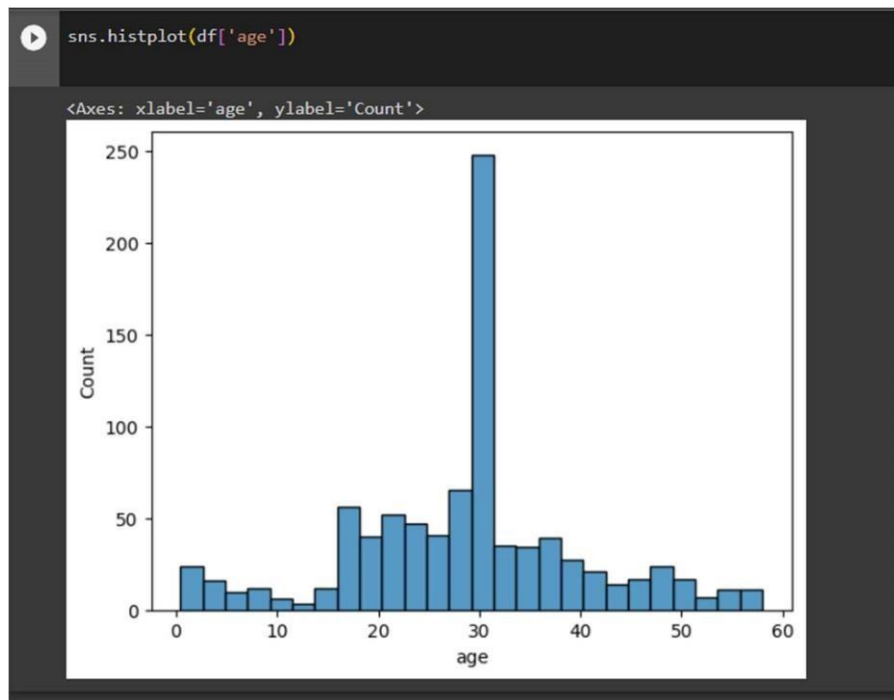 sns.histplot(df['age'])
<Axes: xlabel='age', ylabel='Count'>
250
200
150
100
50
0
Count
0 10 20 30 40 50 60
age